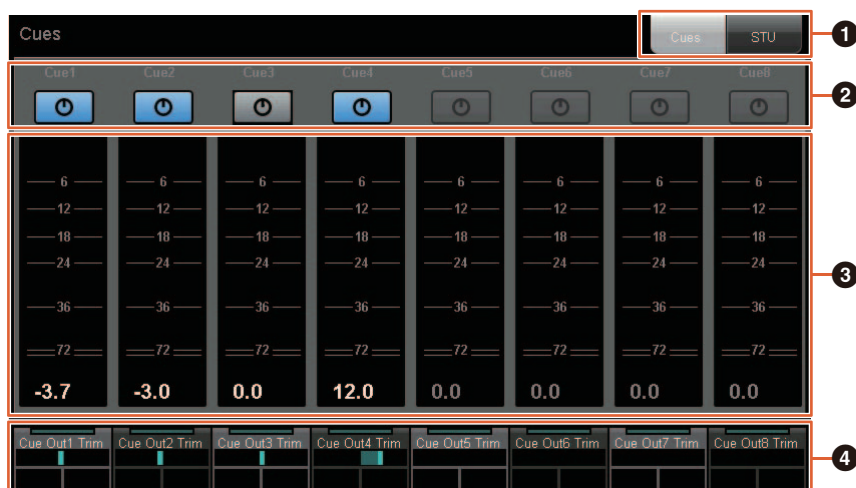 Cues Cues STU 1
Cue1 Cue2 Cue3 Cue4 Cue5 Cue6 Cue7 Cue8
2
6 6 6 6 6 6 6 6
12 12 12 12 12 12 12 12
18 18 18 18 18 18 18 18
24 24 24 24 24 24 24 24
3
36 36 36 36 36 36 36 36
72 72 72 72 72 72 72 72
-3.7 -3.0 0.0 12.0 0.0 0.0 0.0 0.0
Cue Out1 Trim Cue Out2 Trim Cue Out3 Trim Cue Out4 Trim Cue Out5 Trim Cue Out6 Trim Cue Out7 Trim Cue Out8 Trim
4